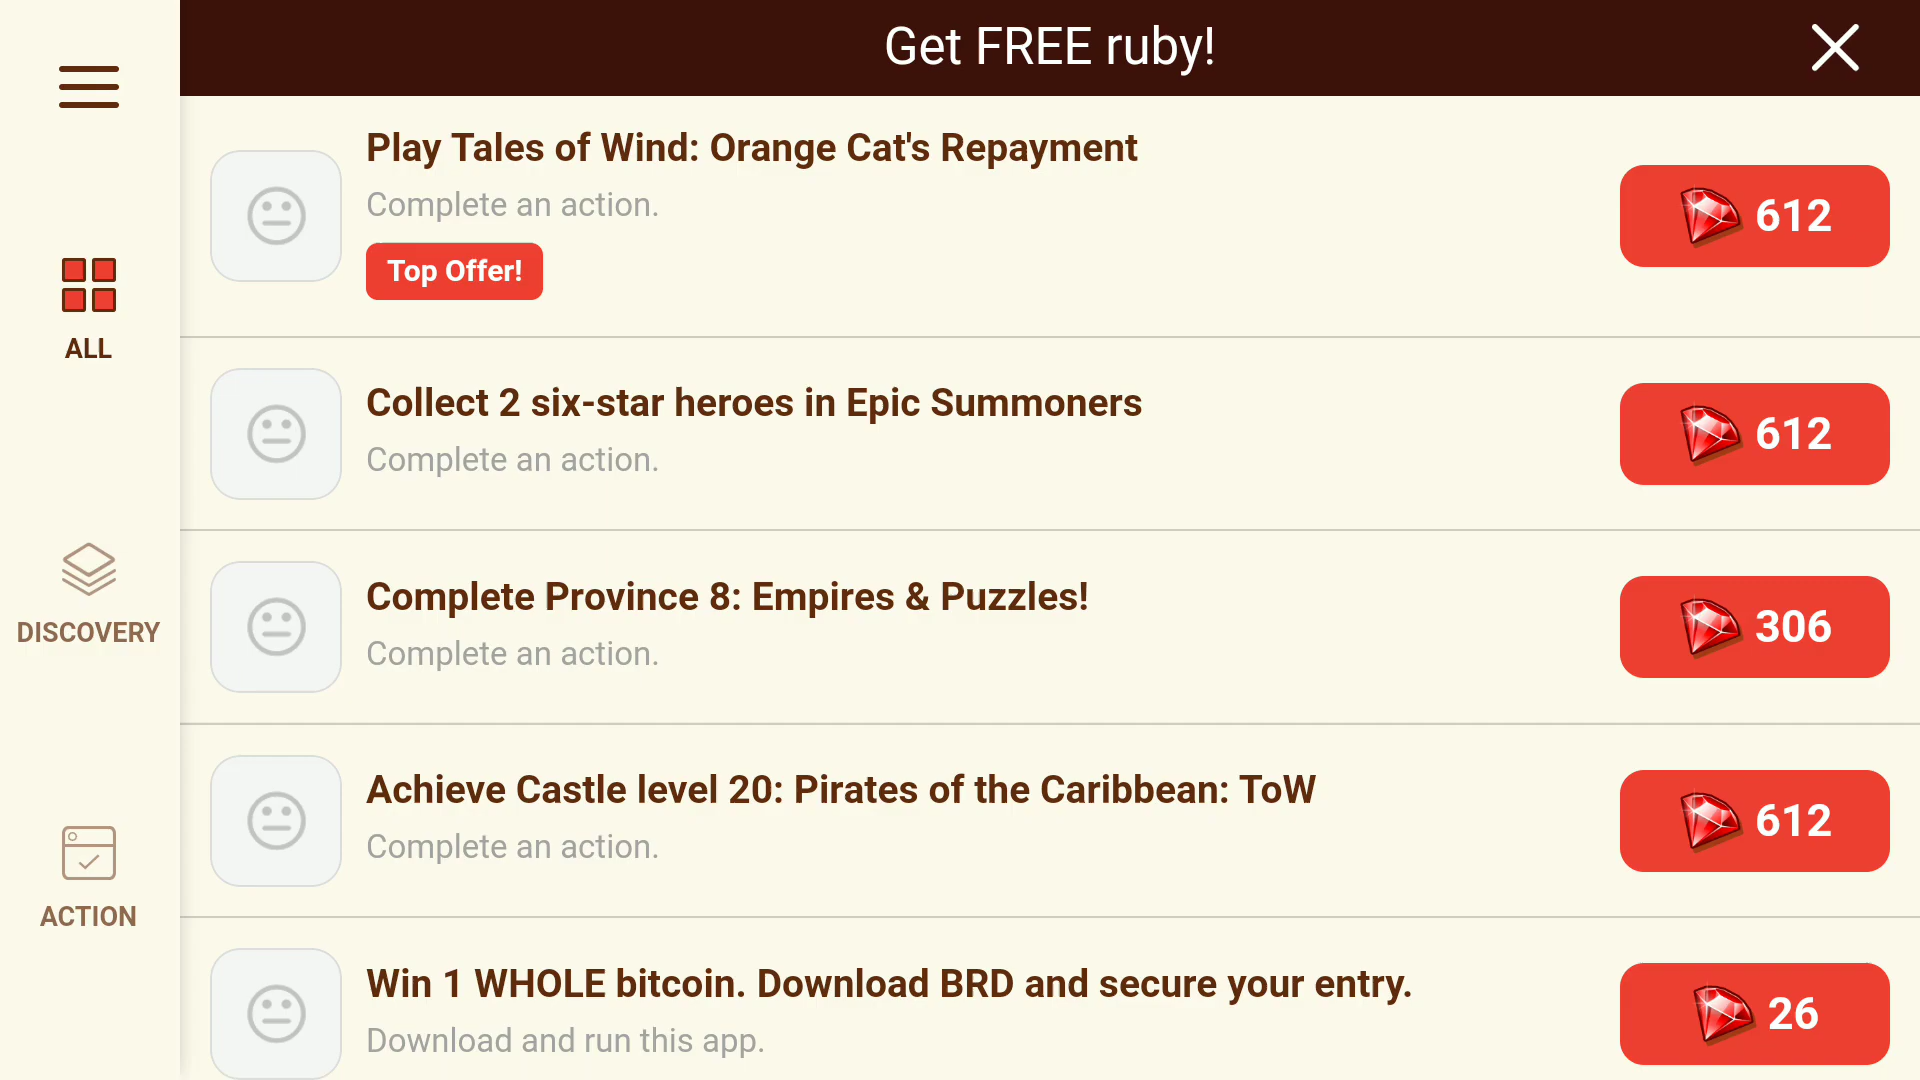 Get FREE ruby!
ALL
DISCOVERY
ACTION
Play Tales of Wind: Orange Cat's Repayment
Complete an action.
Top Offer!
612
Collect 2 six-star heroes in Epic Summoners
Complete an action.
612
Complete Province 8: Empires & Puzzles!
Complete an action.
306
Achieve Castle level 20: Pirates of the Caribbean: ToW
Complete an action.
612
Win 1 WHOLE bitcoin. Download BRD and secure your entry.
Download and run this app.
26